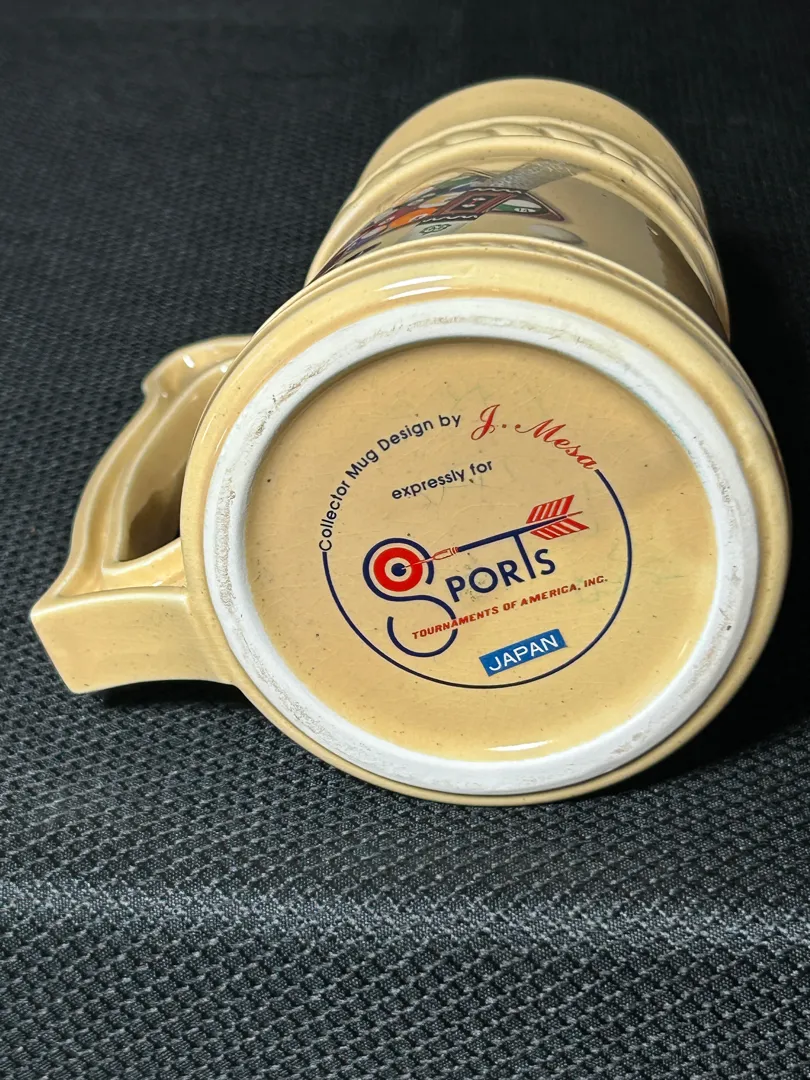 Collector Mug Design by J. Mesa
expressly for
SPORTS
TOURNAMENTS OF AMERICA, INC.
JAPAN